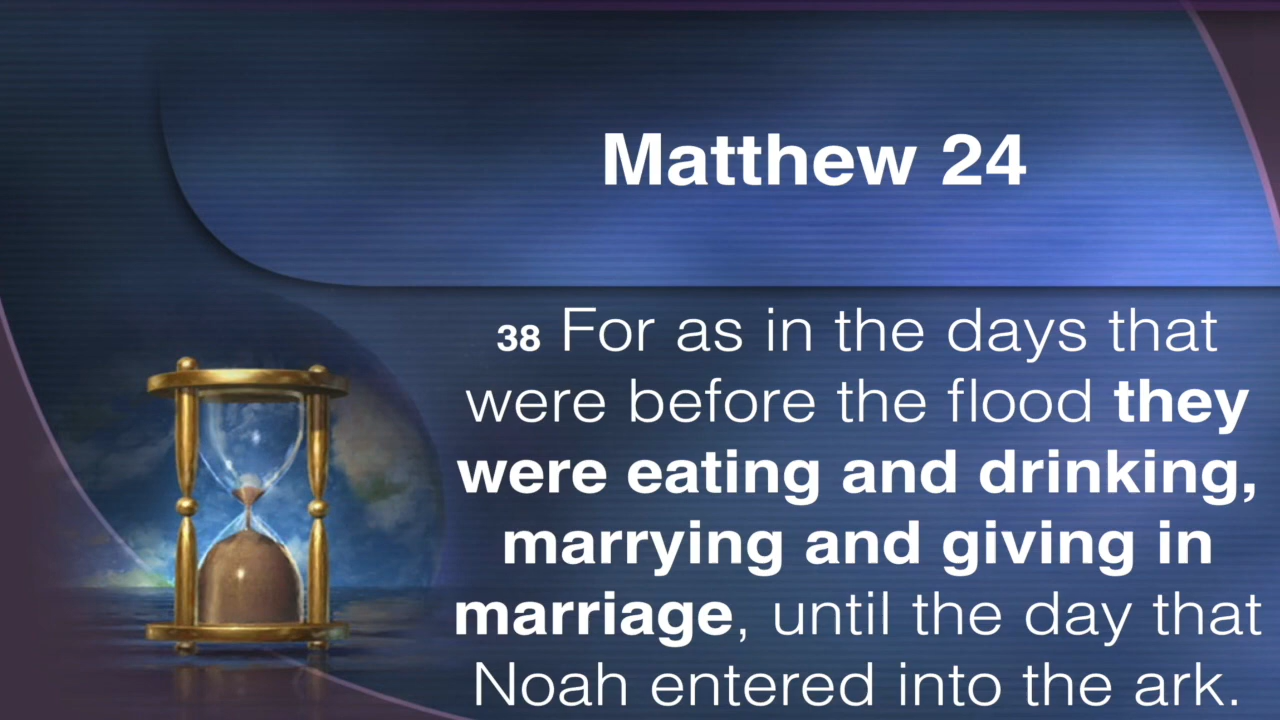 Matthew 24
38 For as in the days that
were before the flood they
were eating and drinking,
marrying and giving in
marriage, until the day that
Noah entered into the ark.